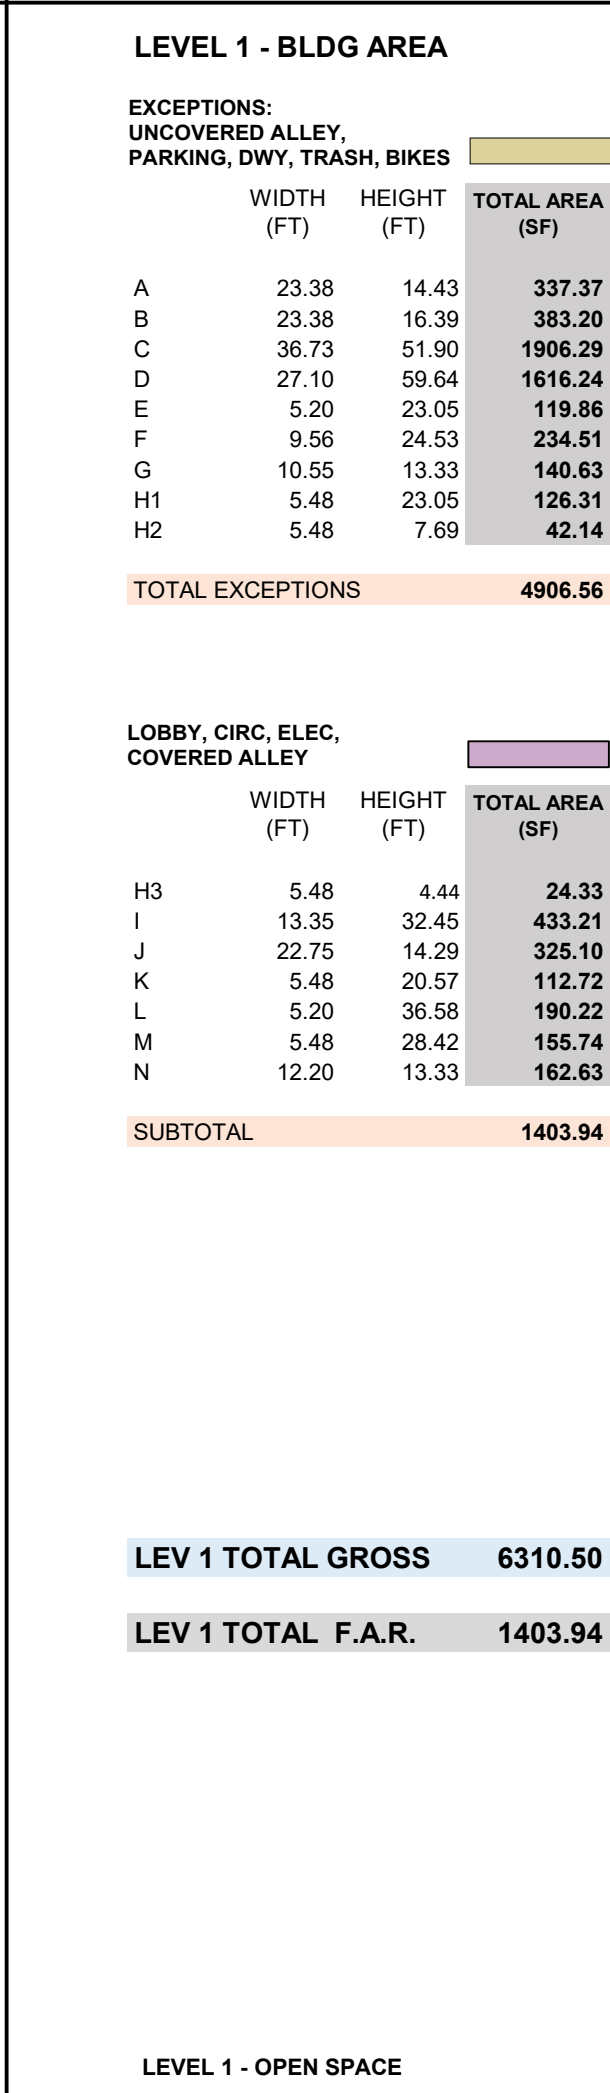 LEVEL 1 - BLDG AREA
EXCEPTIONS:
UNCOVERED ALLEY,
PARKING, DWY, TRASH, BIKES
WIDTH HEIGHT TOTAL AREA
(FT) (FT) (SF)
A 23.38 14.43 337.37
B 23.38 16.39 383.20
C 36.73 51.90 1906.29
D 27.10 59.64 1616.24
E 5.20 23.05 119.86
F 9.56 24.53 234.51
G 10.55 13.33 140.63
H1 5.48 23.05 126.31
H2 5.48 7.69 42.14
TOTAL EXCEPTIONS 4906.56
LOBBY, CIRC, ELEC,
COVERED ALLEY
WIDTH HEIGHT TOTAL AREA
(FT) (FT) (SF)
H3 5.48 4.44 24.33
I 13.35 32.45 433.21
J 22.75 14.29 325.10
K 5.48 20.57 112.72
L 5.20 36.58 190.22
M 5.48 28.42 155.74
N 12.20 13.33 162.63
SUBTOTAL 1403.94
LEV 1 TOTAL GROSS 6310.50
LEV 1 TOTAL F.A.R. 1403.94
LEVEL 1 - OPEN SPACE